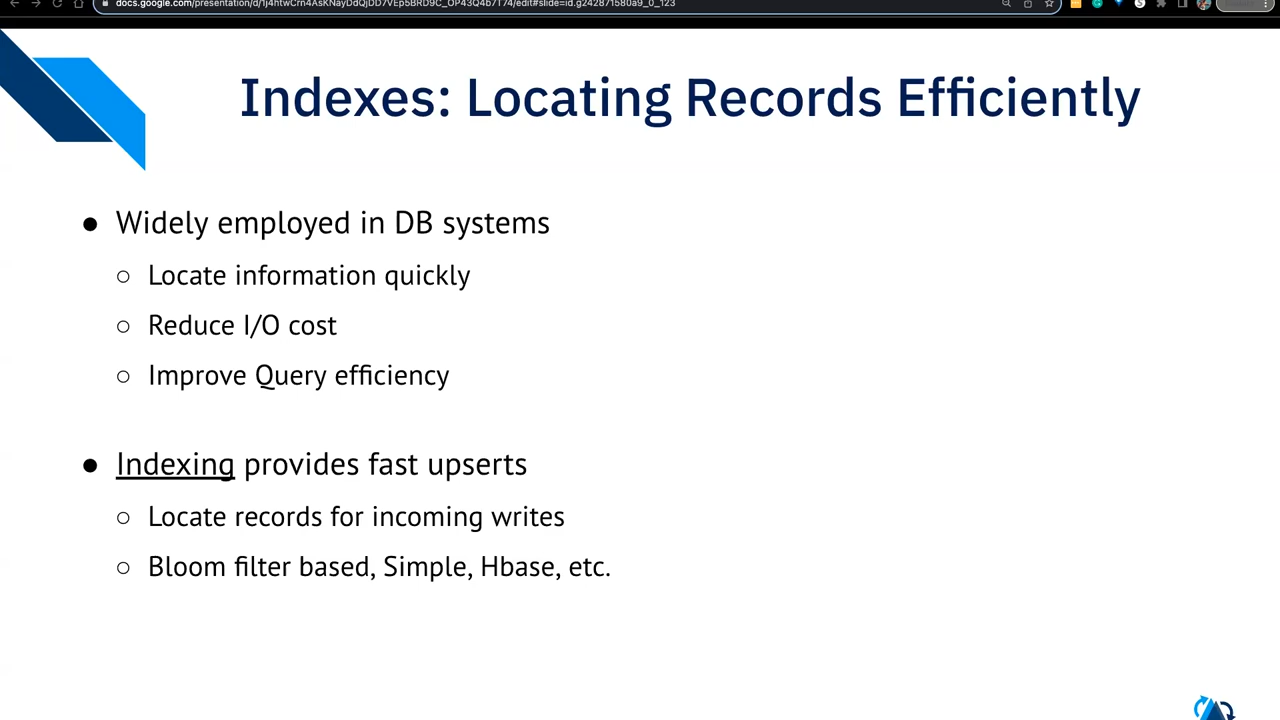 Indexes: Locating Records Efficiently
● Widely employed in DB systems
○ Locate information quickly
○ Reduce I/O cost
○ Improve Query efficiency
● Indexing provides fast upserts
○ Locate records for incoming writes
○ Bloom filter based, Simple, Hbase, etc.